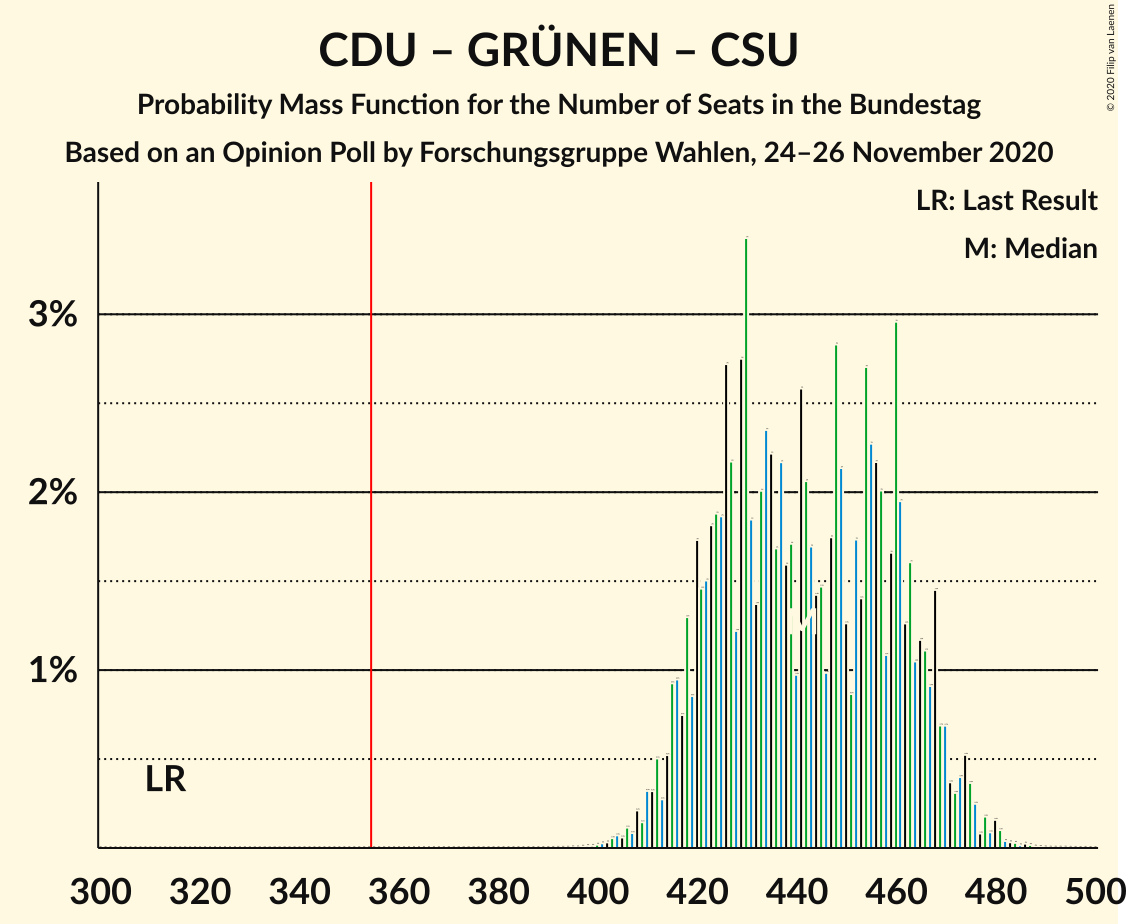 CDU – GRÜNEN – CSU
Probability Mass Function for the Number of Seats in the Bundestag
Based on an Opinion Poll by Forschungsgruppe Wahlen, 24–26 November 2020
© 2020 Filip van Laenen
LR: Last Result
M: Median
3%
2%
1%
LR
300 320 340 360 380 400 420 440 460 480 500